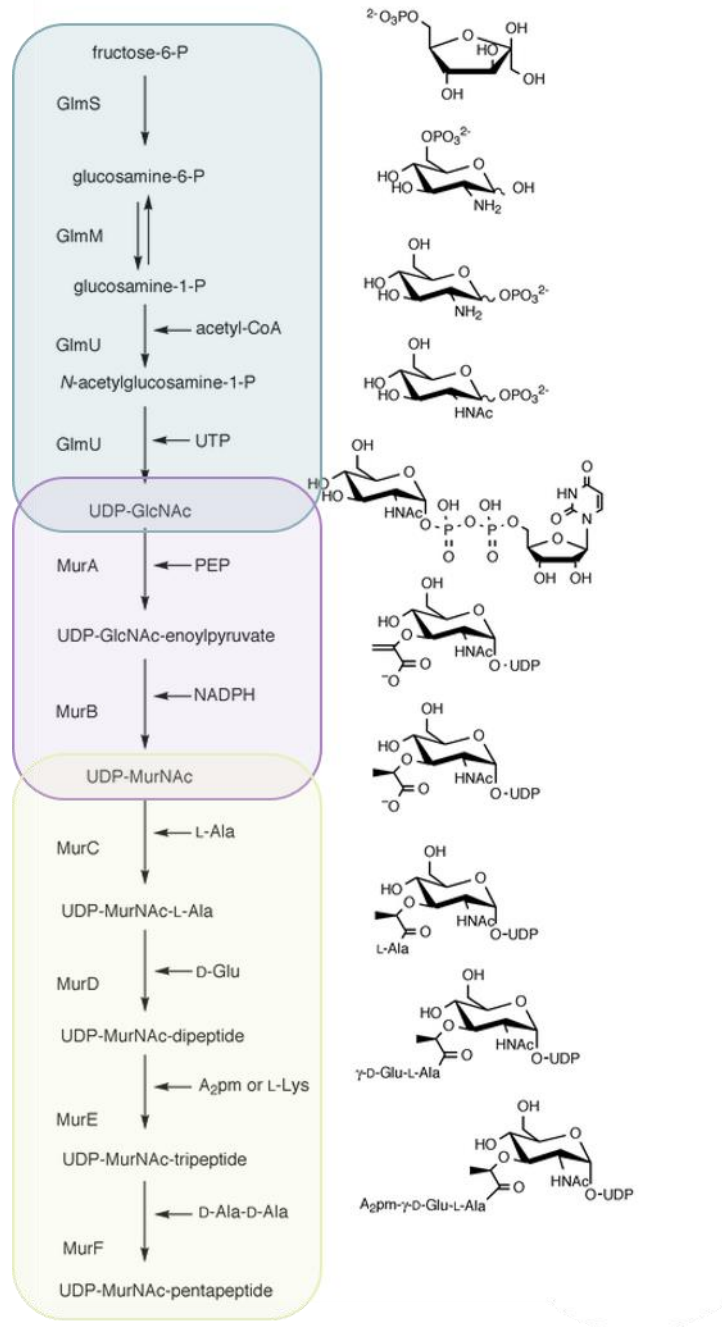 fructose-6-P
GlmS
glucosamine-6-P
GlmM
glucosamine-1-P
acetyl-CoA
GlmU
N-acetylglucosamine-1-P
GlmU
UTP
UDP-GlcNAc
MurA
PEP
UDP-GlcNAc-enoylpyruvate
NADPH
MurB
UDP-MurNAc
L-Ala
MurC
UDP-MurNAc-L-Ala
D-Glu
MurD
UDP-MurNAc-dipeptide
A₂pm or L-Lys
MurE
UDP-MurNAc-tripeptide
D-Ala-D-Ala
MurF
UDP-MurNAc-pentapeptide
²⁻O₃PO
O
OH
HO
OH
OH
OPO₃²⁻
O
HO
HO
OH
NH₂
OH
O
HO
HO
OPO₃²⁻
NH₂
OH
O
HO
HO
OPO₃²⁻
HNAc
OH
O
HO
HO
HNAc
OH
OH
O
P
O
P
O
O
O
O
HN
O
N
O
OH
OH
OH
O
HO
O
HNAc
O
O·UDP
⁻O
OH
O
HO
O
HNAc
O
O·UDP
⁻O
OH
O
HO
O
HNAc
O
O-UDP
L-Ala
OH
O
HO
O
HNAc
O-UDP
O
γ-D-Glu-L-Ala
OH
O
HO
O
HNAc
O
O-UDP
A₂pm-γ-D-Glu-L-Ala